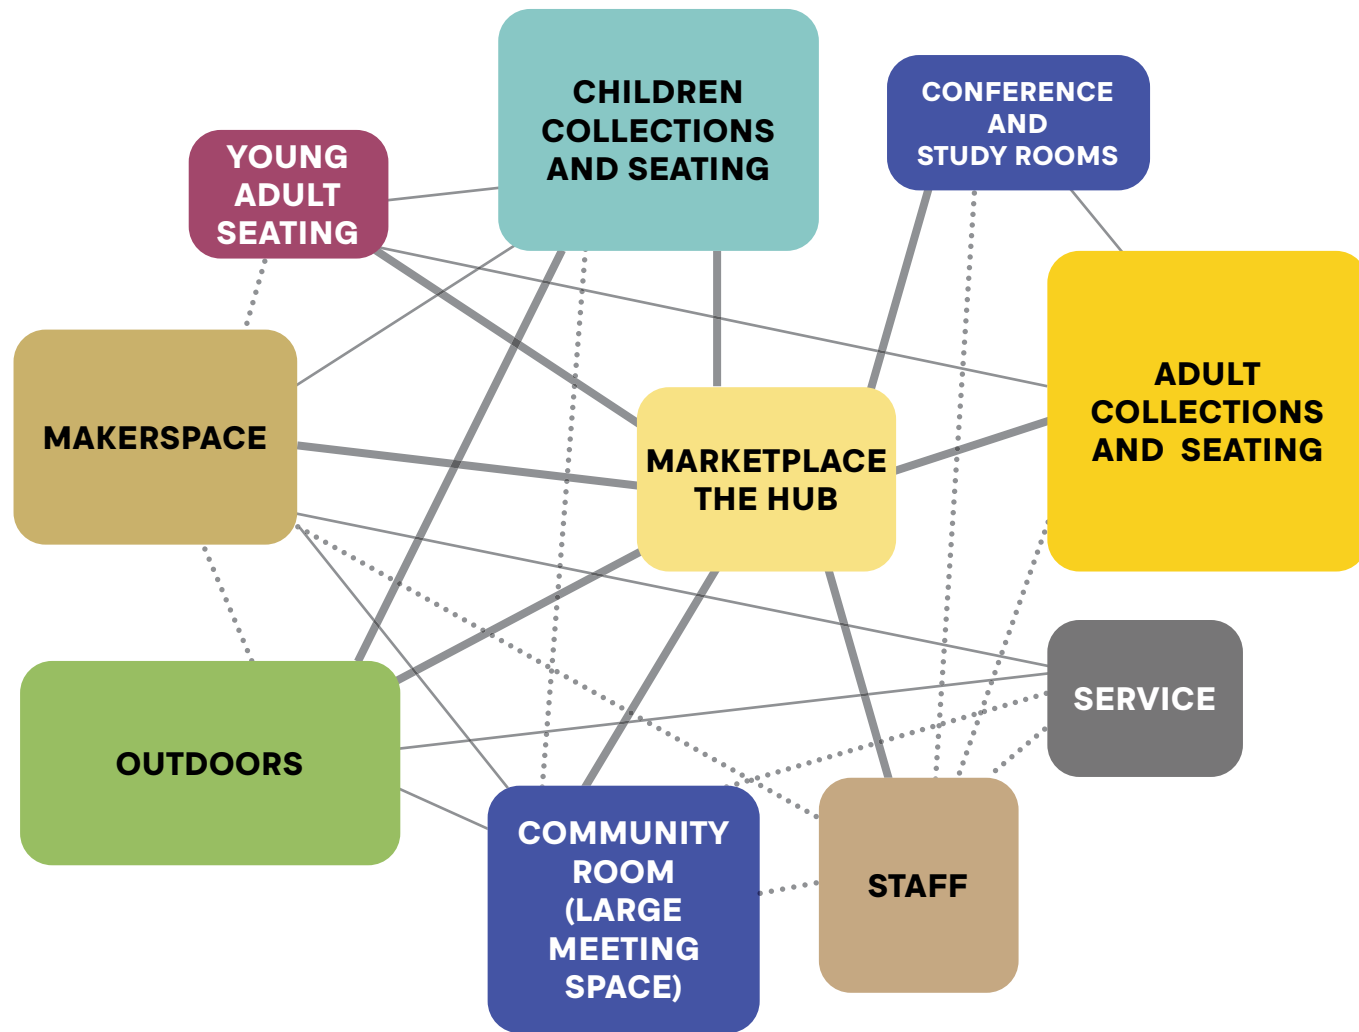 CHILDREN
COLLECTIONS
AND SEATING
CONFERENCE
AND
STUDY ROOMS
YOUNG
ADULT
SEATING
ADULT
COLLECTIONS
AND SEATING
MAKERSPACE
MARKETPLACE
THE HUB
SERVICE
OUTDOORS
COMMUNITY
ROOM
(LARGE
MEETING
SPACE)
STAFF